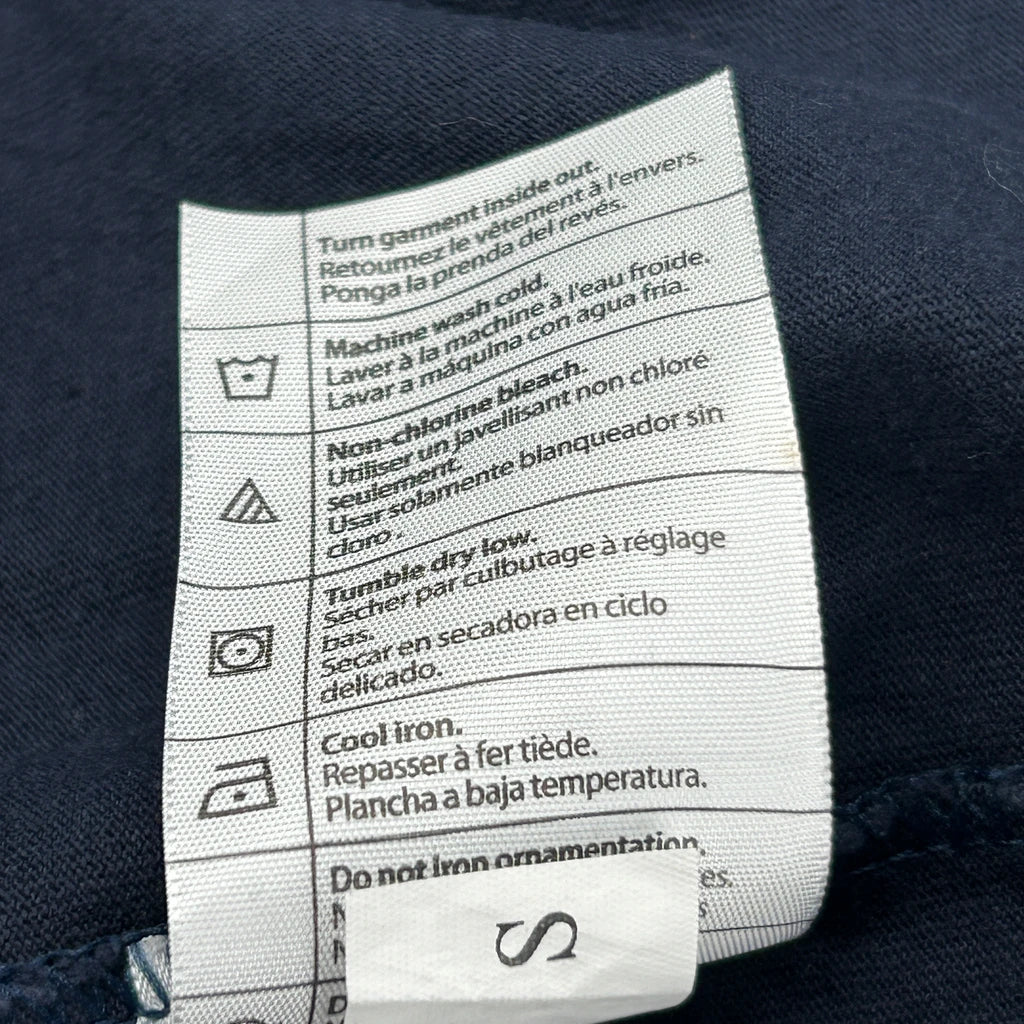 Turn garment inside out.
Retournez le vêtement à l'envers.
Ponga la prenda del revés.
Machine wash cold.
Laver à la machine à l'eau froide.
Lavar a máquina con agua fría.
Non-chlorine bleach.
Utiliser un javellisant non chloré
seulement.
Usar solamente blanqueador sin
cloro.
Tumble dry low.
Sécher par culbutage à réglage
bas.
Secar en secadora en ciclo
delicado.
Cool iron.
Repasser à fer tiède.
Plancha a baja temperatura.
Do not iron ornamentation.
S